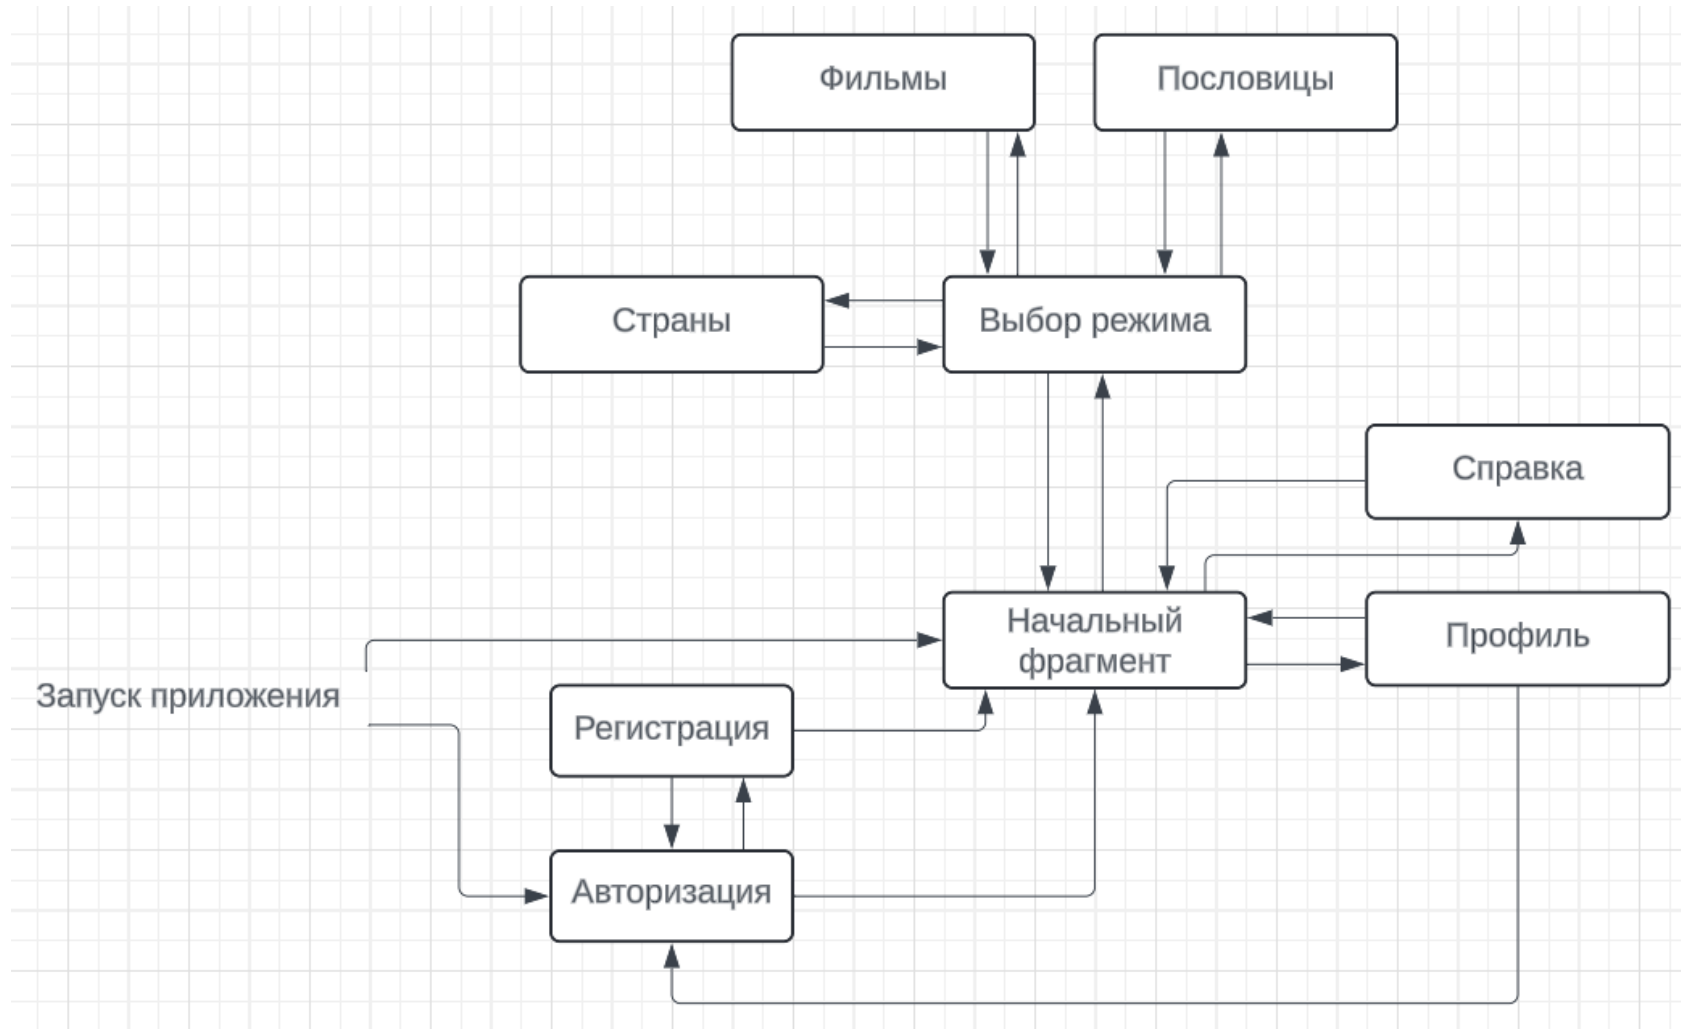 Фильмы
Пословицы
Страны
Выбор режима
Справка
Начальный
фрагмент
Профиль
Запуск приложения
Регистрация
Авторизация